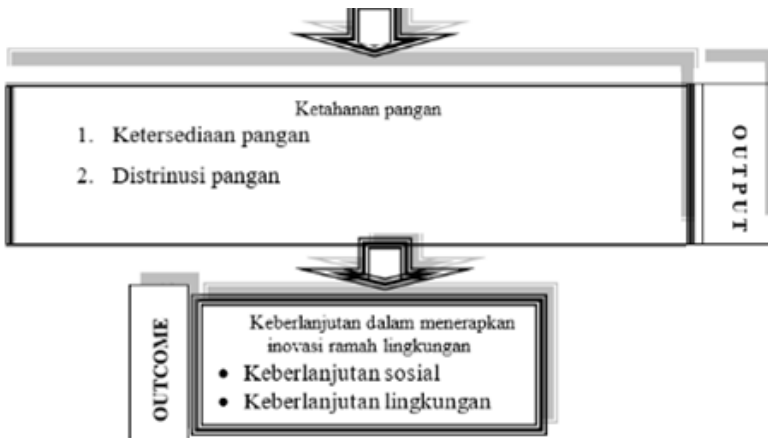 Ketahanan pangan
1. Ketersediaan pangan
2. Distrinusi pangan
OUTPUT
OUTCOME
Keberlanjutan dalam menerapkan
inovasi ramah lingkungan
• Keberlanjutan sosial
• Keberlanjutan lingkungan